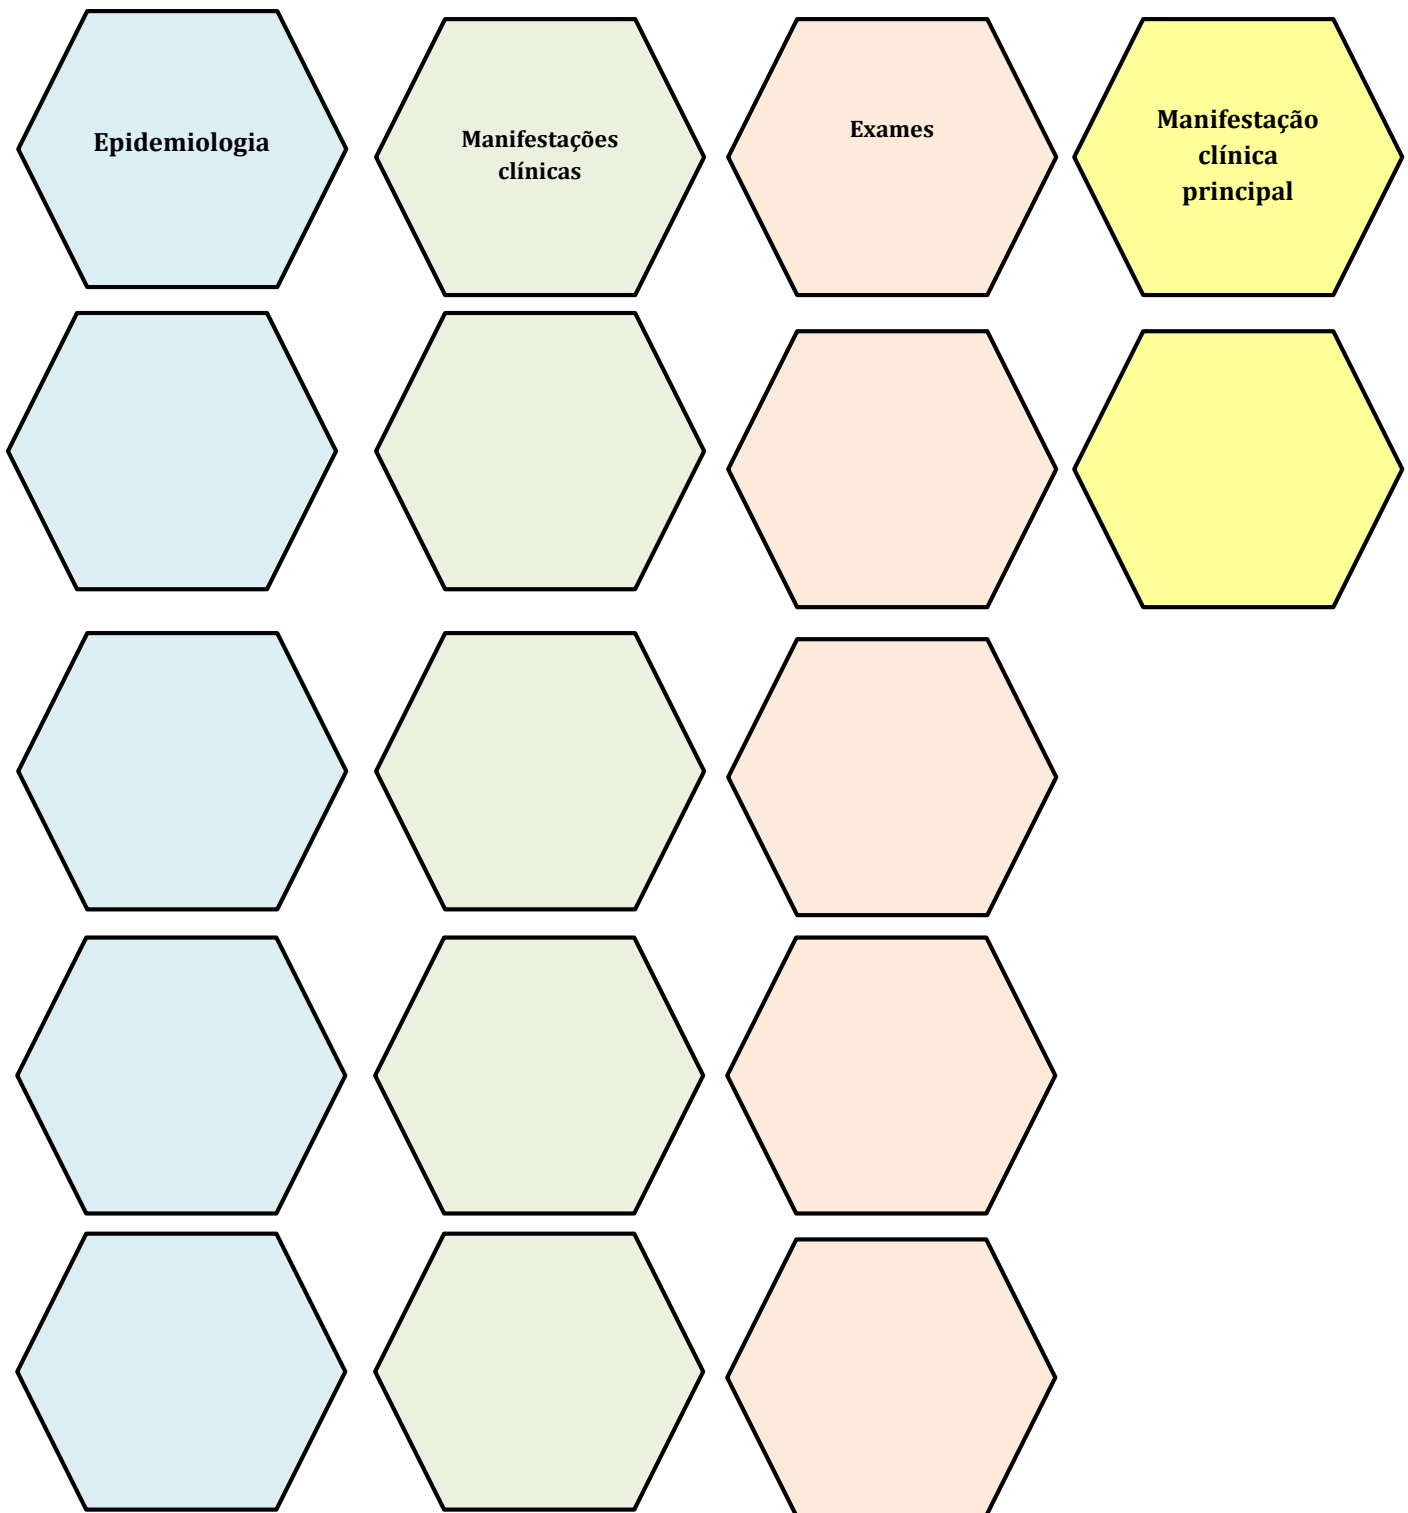 Epidemiologia
Manifestações
clínicas
Exames
Manifestação
clínica
principal